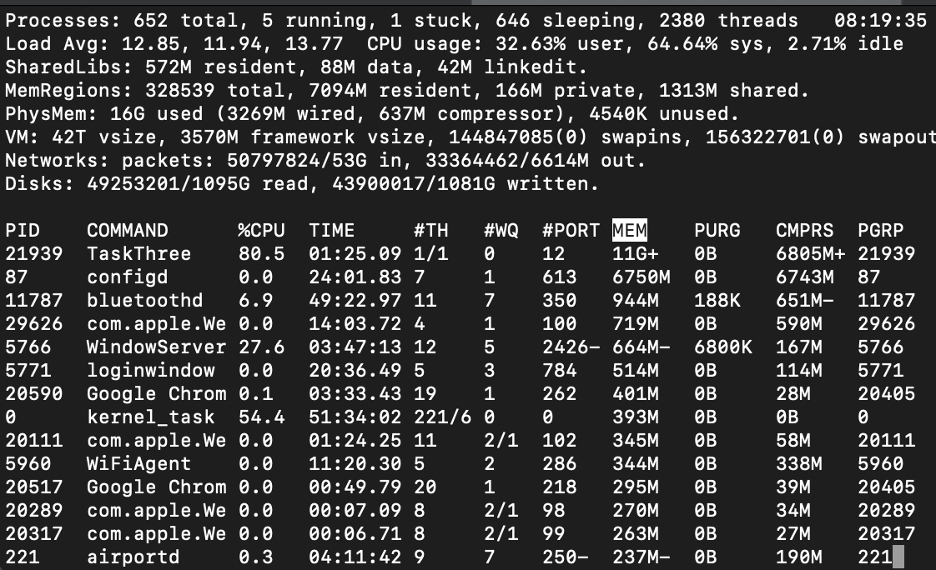 Processes: 652 total, 5 running, 1 stuck, 646 sleeping, 2380 threads 08:19:35
Load Avg: 12.85, 11.94, 13.77 CPU usage: 32.63% user, 64.64% sys, 2.71% idle
SharedLibs: 572M resident, 88M data, 42M linkedit.
MemRegions: 328539 total, 7094M resident, 166M private, 1313M shared.
PhysMem: 16G used (3269M wired, 637M compressor), 4540K unused.
VM: 42T vsize, 3570M framework vsize, 144847085(0) swapins, 156322701(0) swapout
Networks: packets: 50797824/53G in, 33364462/6614M out.
Disks: 49253201/1095G read, 43900017/1081G written.
PID COMMAND %CPU TIME #TH #WQ #PORT MEM PURG CMPRS PGRP
21939 TaskThree 80.5 01:25.09 1/1 0 12 11G+ 0B 6805M+ 21939
87 configd 0.0 24:01.83 7 1 613 6750M 0B 6743M 87
11787 bluetoothd 6.9 49:22.97 11 7 350 944M 188K 651M- 11787
29626 com.apple.We 0.0 14:03.72 4 1 100 719M 0B 590M 29626
5766 WindowServer 27.6 03:47:13 12 5 2426- 664M- 6800K 167M 5766
5771 loginwindow 0.0 20:36.49 5 3 784 514M 0B 114M 5771
20590 Google Chrom 0.1 03:33.43 19 1 262 401M 0B 28M 20405
0 kernel_task 54.4 51:34:02 221/6 0 0 393M 0B 0B 0
20111 com.apple.We 0.0 01:24.25 11 2/1 102 345M 0B 58M 20111
5960 WiFiAgent 0.0 11:20.30 5 2 286 344M 0B 338M 5960
20517 Google Chrom 0.0 00:49.79 20 1 218 295M 0B 39M 20405
20289 com.apple.We 0.0 00:07.09 8 2/1 98 270M 0B 34M 20289
20317 com.apple.We 0.0 00:06.71 8 2/1 99 263M 0B 27M 20317
221 airportd 0.3 04:11:42 9 7 250- 237M- 0B 190M 221